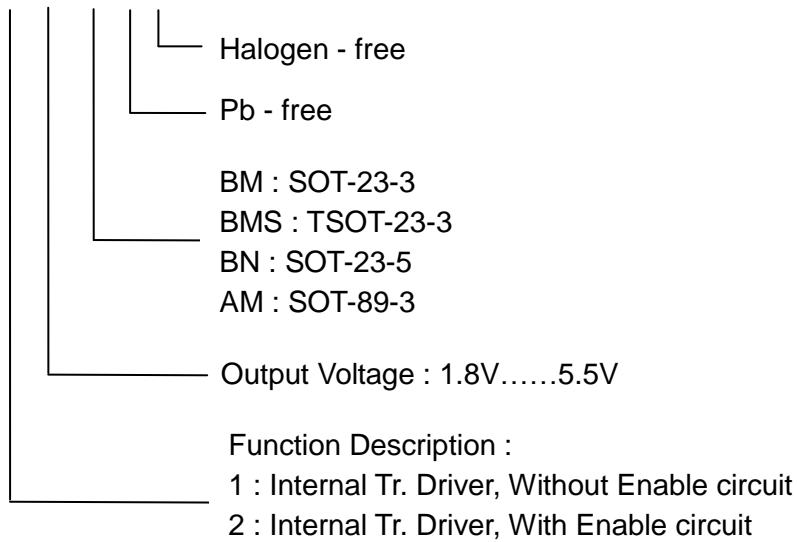 Halogen - free
Pb - free
BM : SOT-23-3
BMS : TSOT-23-3
BN : SOT-23-5
AM : SOT-89-3
Output Voltage : 1.8V……5.5V
Function Description :
1 : Internal Tr. Driver, Without Enable circuit
2 : Internal Tr. Driver, With Enable circuit